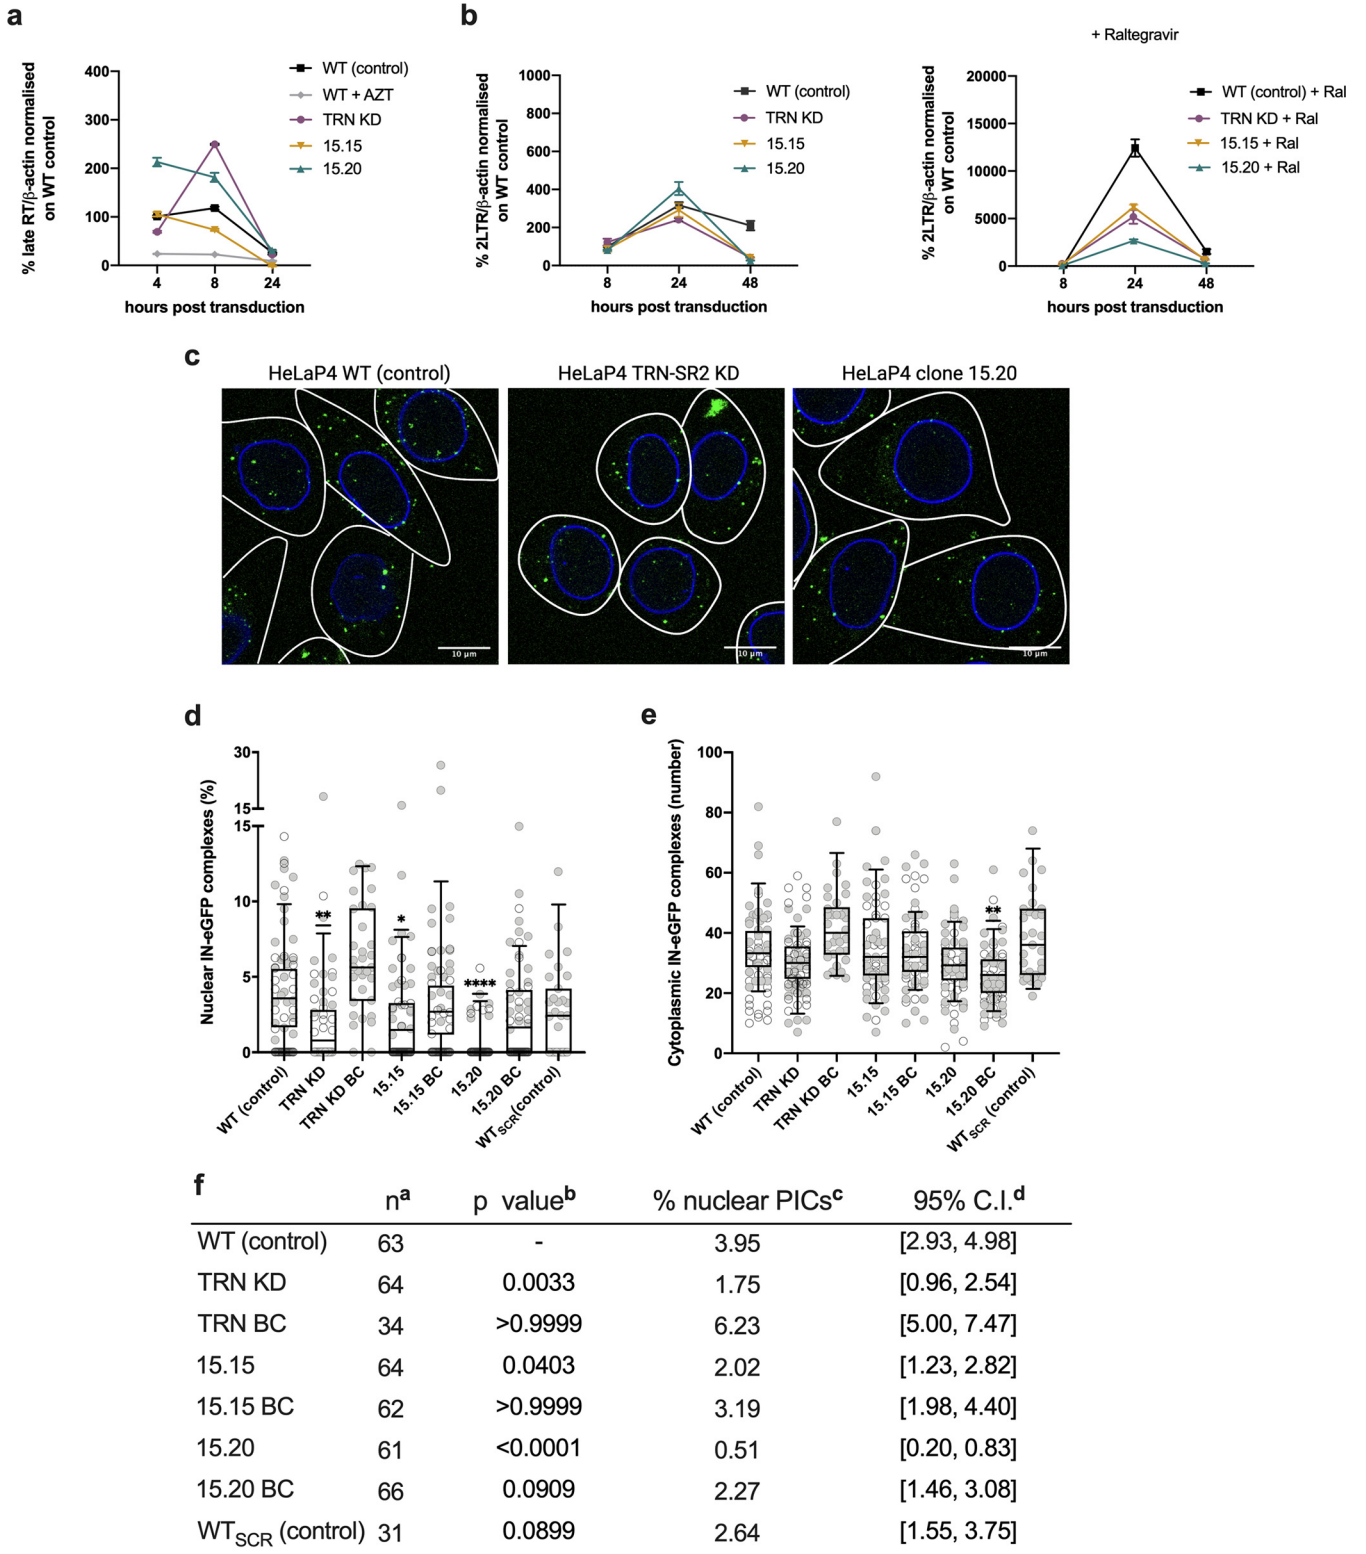 a
% late RT/β-actin normalised
on WT control
400
300
200
100
0
4 8 24
hours post transduction
WT (control)
WT + AZT
TRN KD
15.15
15.20
b
% 2LTR/β-actin normalised
on WT control
1000
800
600
400
200
0
8 24 48
hours post transduction
WT (control)
TRN KD
15.15
15.20
+ Raltegravir
% 2LTR/β-actin normalised
on WT control
20000
15000
10000
5000
0
8 24 48
hours post transduction
WT (control) + Ral
TRN KD + Ral
15.15 + Ral
15.20 + Ral
c
HeLaP4 WT (control) HeLaP4 TRN-SR2 KD HeLaP4 clone 15.20
10 µm 10 µm 10 µm
d
Nuclear IN-eGFP complexes (%)
30
15
15
10
5
0
** * ****
WT (control) TRN KD TRN KD BC 15.15 15.15 BC 15.20 15.20 BC WTSCR(control)
e
Cytoplasmic IN-eGFP complexes (number)
100
80
60
40
20
0
**
WT (control) TRN KD TRN KD BC 15.15 15.15 BC 15.20 15.20 BC WTSCR(control)
f
na p valueb % nuclear PICsc 95% C.I.d
WT (control) 63 - 3.95 [2.93, 4.98]
TRN KD 64 0.0033 1.75 [0.96, 2.54]
TRN BC 34 >0.9999 6.23 [5.00, 7.47]
15.15 64 0.0403 2.02 [1.23, 2.82]
15.15 BC 62 >0.9999 3.19 [1.98, 4.40]
15.20 61 <0.0001 0.51 [0.20, 0.83]
15.20 BC 66 0.0909 2.27 [1.46, 3.08]
WTSCR (control) 31 0.0899 2.64 [1.55, 3.75]